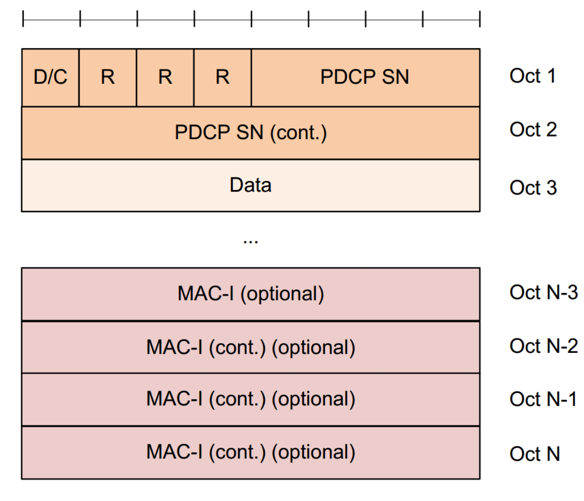 D/C R R R PDCP SN Oct 1
PDCP SN (cont.) Oct 2
Data Oct 3
...
MAC-I (optional) Oct N-3
MAC-I (cont.) (optional) Oct N-2
MAC-I (cont.) (optional) Oct N-1
MAC-I (cont.) (optional) Oct N